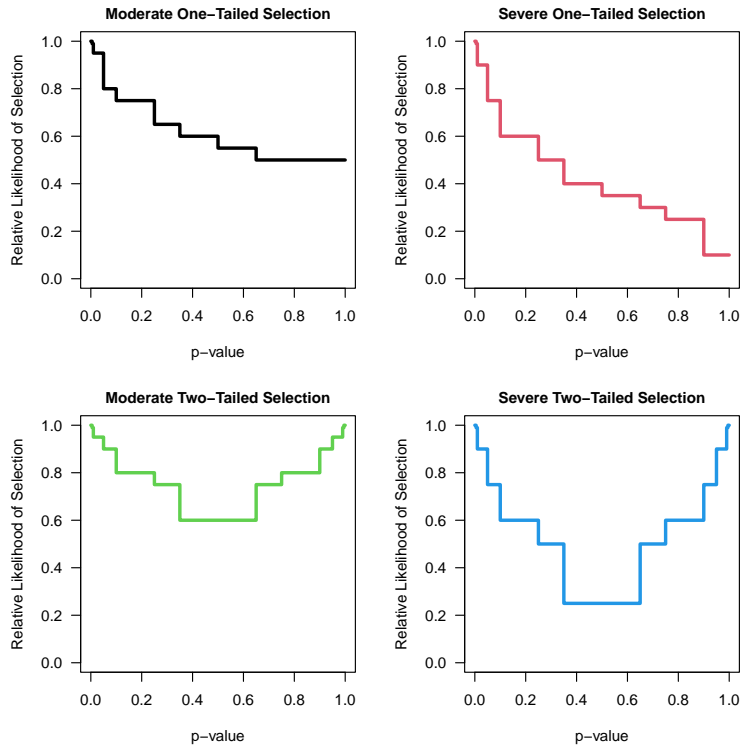 Moderate One−Tailed Selection
Relative Likelihood of Selection
1.0
0.8
0.6
0.4
0.2
0.0
0.0 0.2 0.4 0.6 0.8 1.0
p−value
Severe One−Tailed Selection
Relative Likelihood of Selection
1.0
0.8
0.6
0.4
0.2
0.0
0.0 0.2 0.4 0.6 0.8 1.0
p−value
Moderate Two−Tailed Selection
Relative Likelihood of Selection
1.0
0.8
0.6
0.4
0.2
0.0
0.0 0.2 0.4 0.6 0.8 1.0
p−value
Severe Two−Tailed Selection
Relative Likelihood of Selection
1.0
0.8
0.6
0.4
0.2
0.0
0.0 0.2 0.4 0.6 0.8 1.0
p−value